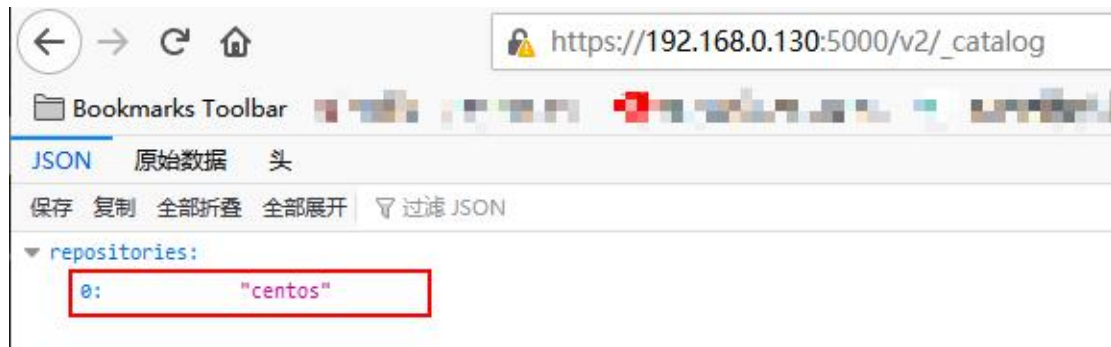 https://192.168.0.130:5000/v2/_catalog
Bookmarks Toolbar
JSON 原始数据 头
保存 复制 全部折叠 全部展开 过滤 JSON
repositories:
0: "centos"